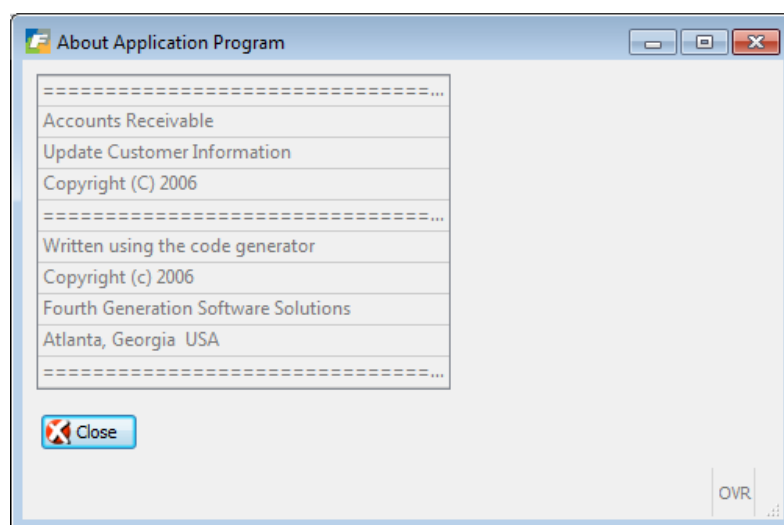 About Application Program
===============================...
Accounts Receivable
Update Customer Information
Copyright (C) 2006
===============================...
Written using the code generator
Copyright (c) 2006
Fourth Generation Software Solutions
Atlanta, Georgia  USA
===============================...
Close
OVR